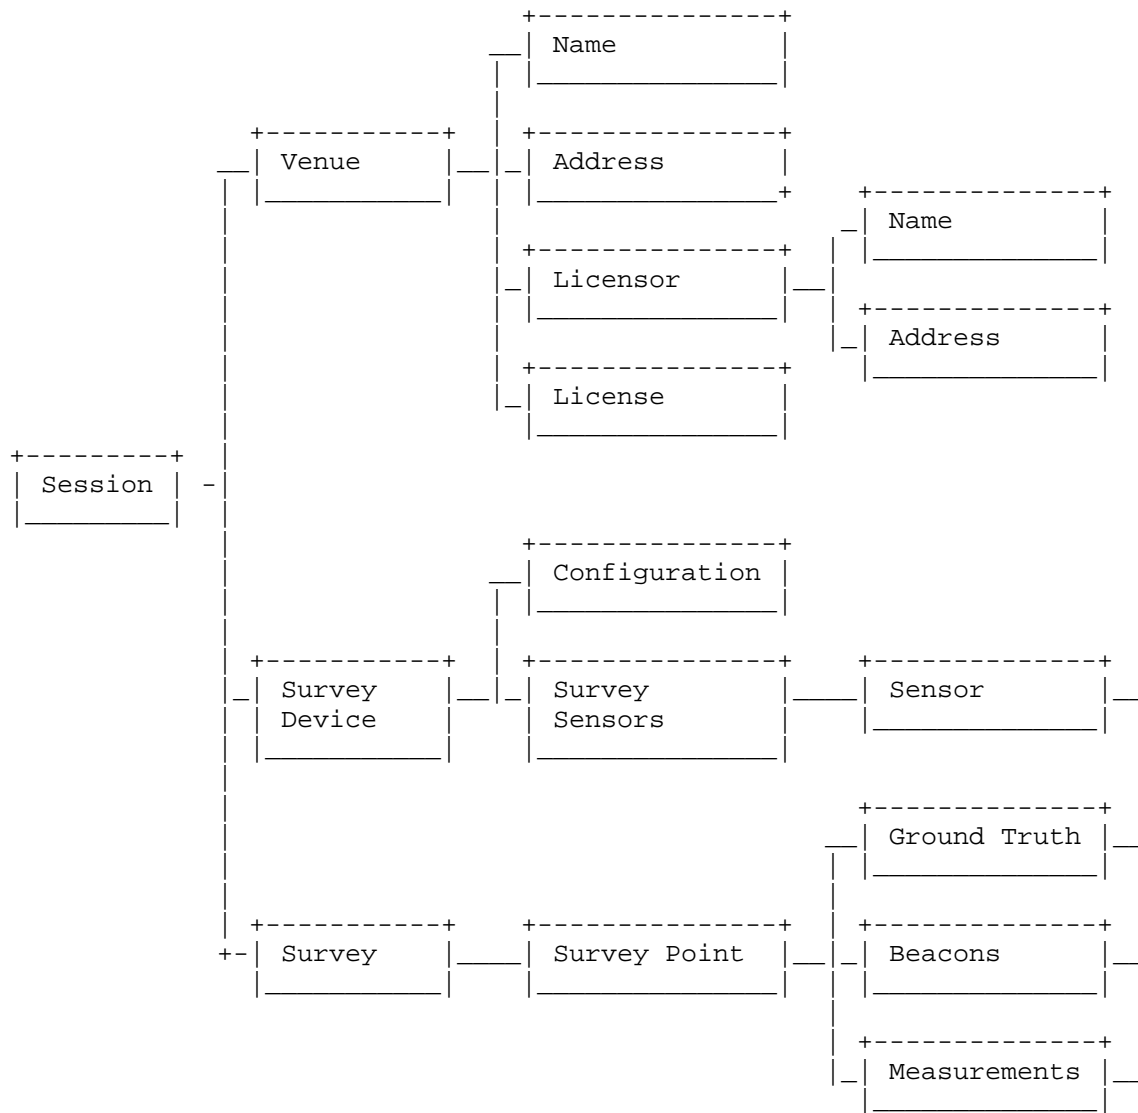 Name
Venue
Address
Name
Licensor
Address
License
Session
Configuration
Survey
Device
Survey
Sensors
Sensor
Ground Truth
Survey
Survey Point
Beacons
Measurements